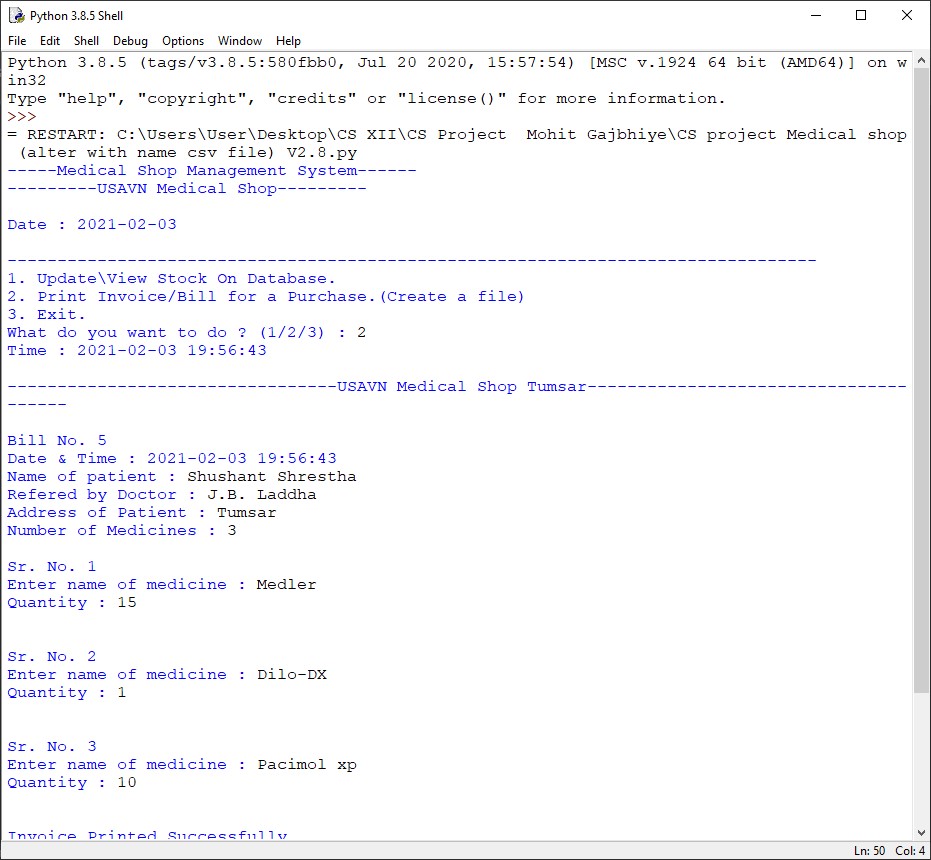 Python 3.8.5 Shell
File Edit Shell Debug Options Window Help
Python 3.8.5 (tags/v3.8.5:580fbb0, Jul 20 2020, 15:57:54) [MSC v.1924 64 bit (AMD64)] on w
in32
Type "help", "copyright", "credits" or "license()" for more information.
>>>
= RESTART: C:\Users\User\Desktop\CS XII\CS Project  Mohit Gajbhiye\CS project Medical shop
 (alter with name csv file) V2.8.py
-----Medical Shop Management System------
---------USAVN Medical Shop---------
Date : 2021-02-03
---------------------------------------------------------------------------------
1. Update\View Stock On Database.
2. Print Invoice/Bill for a Purchase.(Create a file)
3. Exit.
What do you want to do ? (1/2/3) : 2
Time : 2021-02-03 19:56:43
---------------------------------USAVN Medical Shop Tumsar--------------------------------
------
Bill No. 5
Date & Time : 2021-02-03 19:56:43
Name of patient : Shushant Shrestha
Refered by Doctor : J.B. Laddha
Address of Patient : Tumsar
Number of Medicines : 3
Sr. No. 1
Enter name of medicine : Medler
Quantity : 15
Sr. No. 2
Enter name of medicine : Dilo-DX
Quantity : 1
Sr. No. 3
Enter name of medicine : Pacimol xp
Quantity : 10
Invoice Printed Successfully
Ln: 50 Col: 4